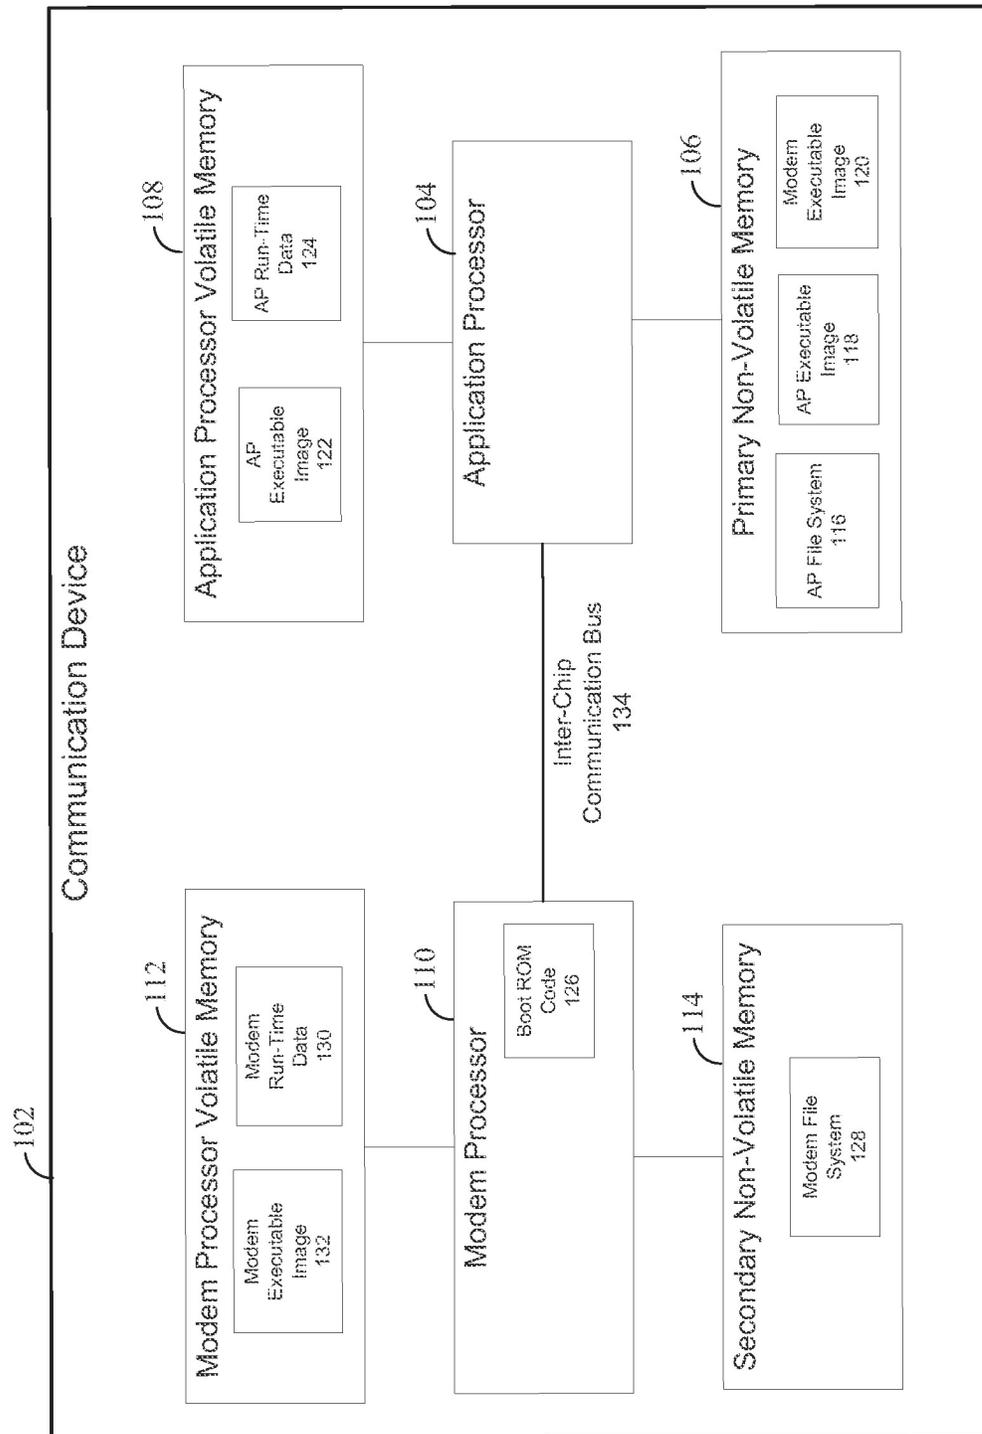 102
Communication Device
112
Modem Processor Volatile Memory
Modem
Executable
Image
132
Modem
Run-Time
Data
130
108
Application Processor Volatile Memory
AP
Executable
Image
122
AP Run-Time
Data
124
110
Modem Processor
Boot ROM
Code
126
Inter-Chip
Communication Bus
134
104
Application Processor
114
Secondary Non-Volatile Memory
Modem File
System
128
106
Primary Non-Volatile Memory
AP File System
116
AP Executable
Image
118
Modem
Executable
Image
120